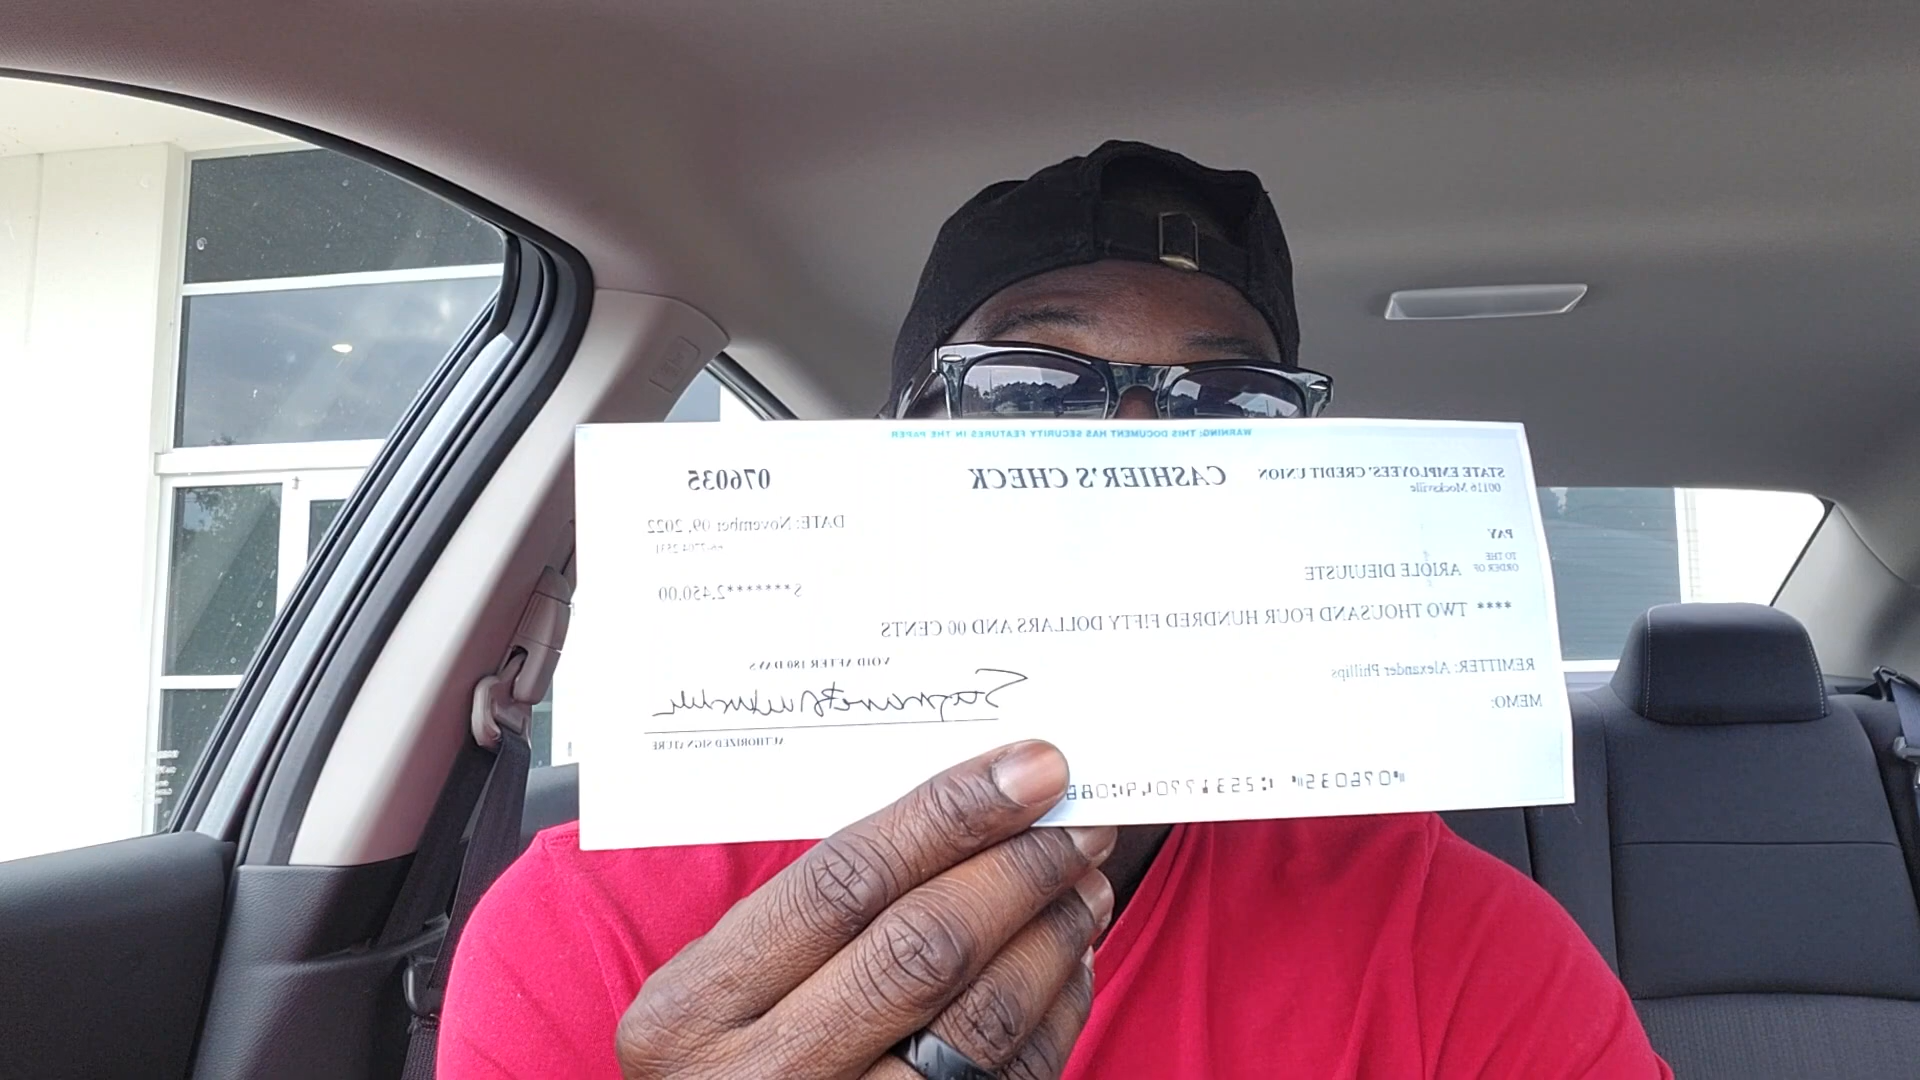 WARNING: THIS DOCUMENT HAS SECURITY FEATURES IN THE PAPER
STATE EMPLOYEES' CREDIT UNION
00116 Mocksville
CASHIER'S CHECK
076035
DATE: November 09, 2022
PAY
TO THE
ORDER OF
ARIOLE DIEUJUSTE
$*******2,450.00
**** TWO THOUSAND FOUR HUNDRED FIFTY DOLLARS AND 00 CENTS
REMITTER: Alexander Phillips
VOID AFTER 180 DAYS
MEMO:
AUTHORIZED SIGNATURE